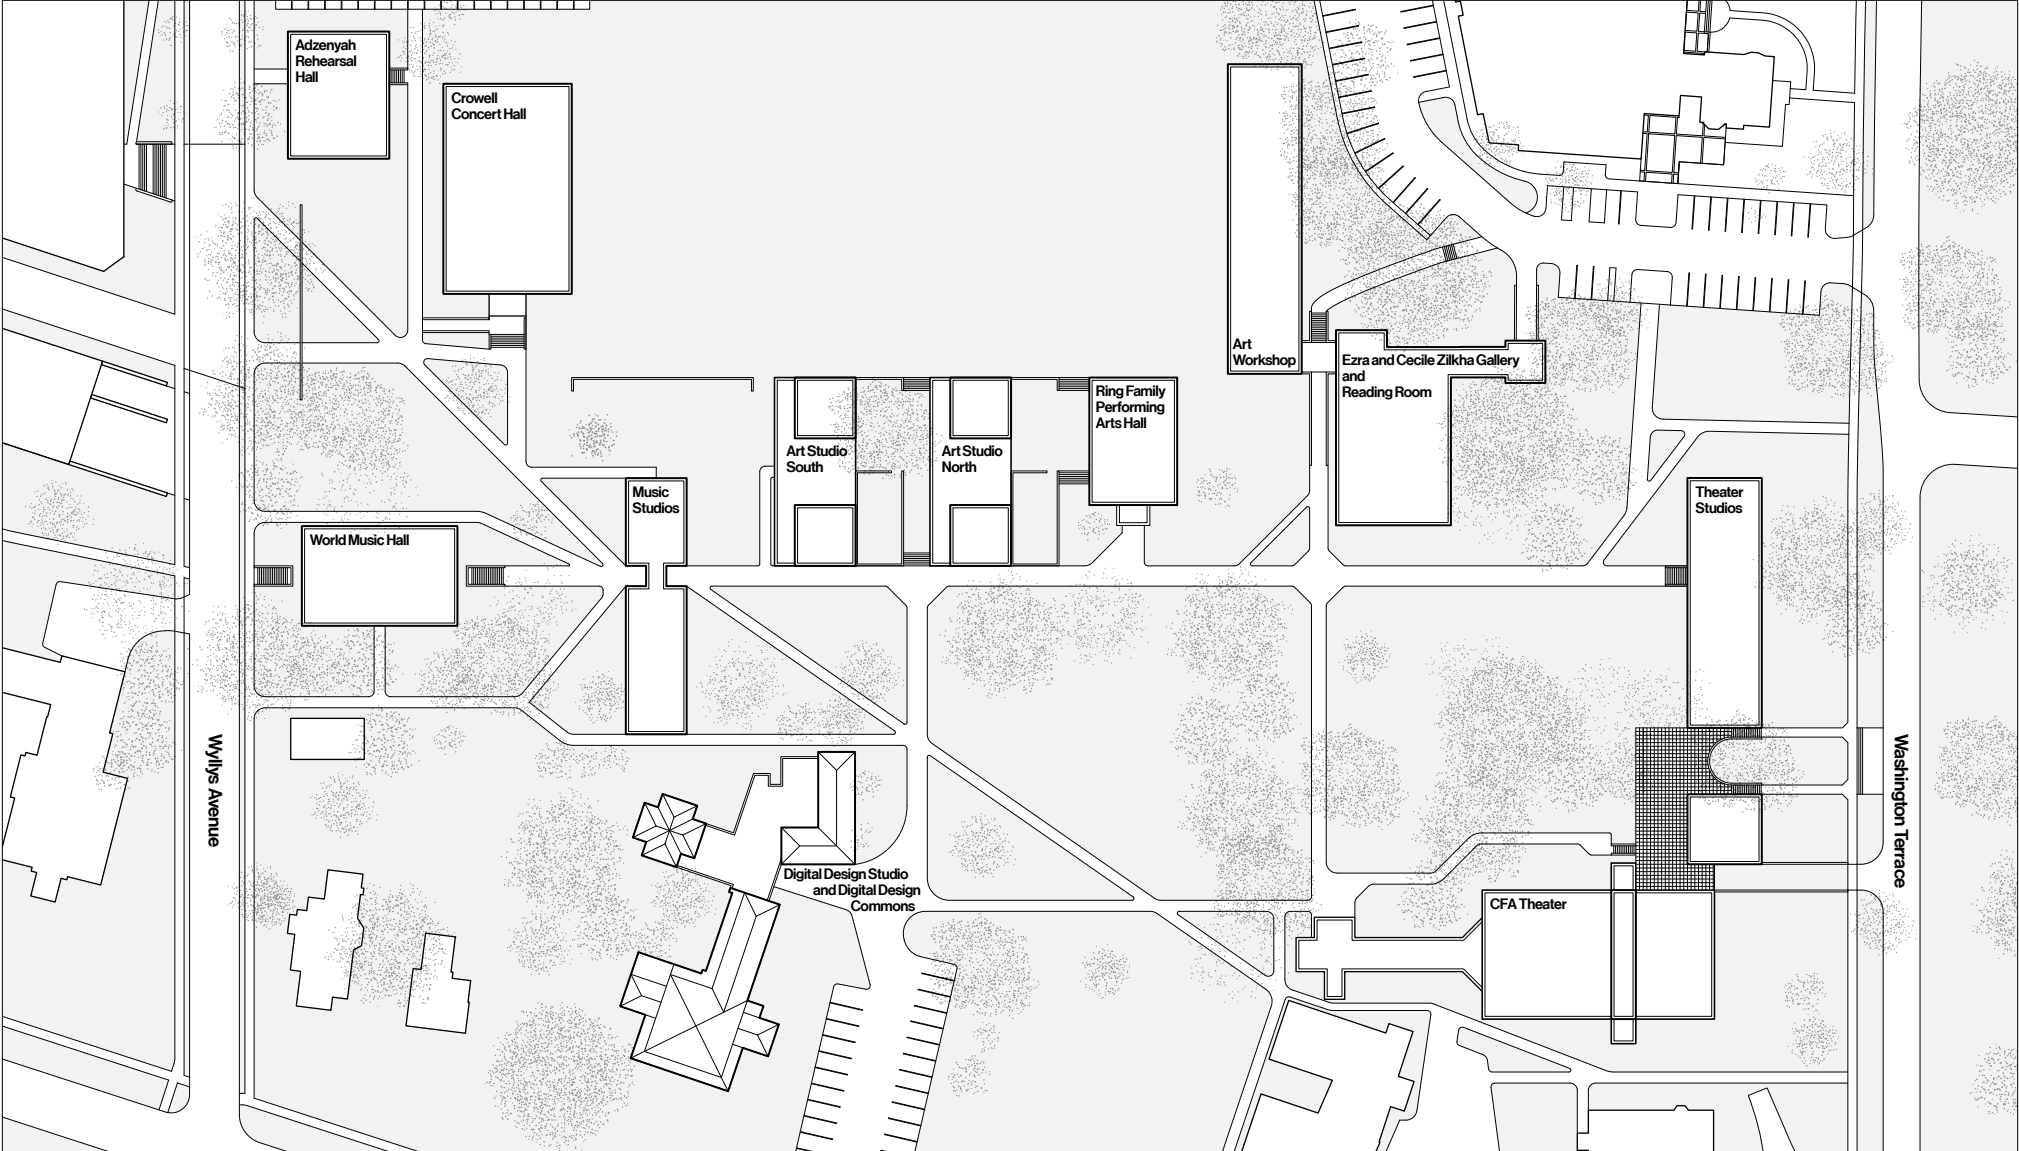 Adzenyah
Rehearsal
Hall
Crowell
Concert Hall
Art
Workshop
Ezra and Cecile Zilkha Gallery
and
Reading Room
Ring Family
Performing
Arts Hall
Art Studio
South
Art Studio
North
Music
Studios
Theater
Studios
World Music Hall
Wyllys Avenue
Washington Terrace
Digital Design Studio
and Digital Design
Commons
CFA Theater